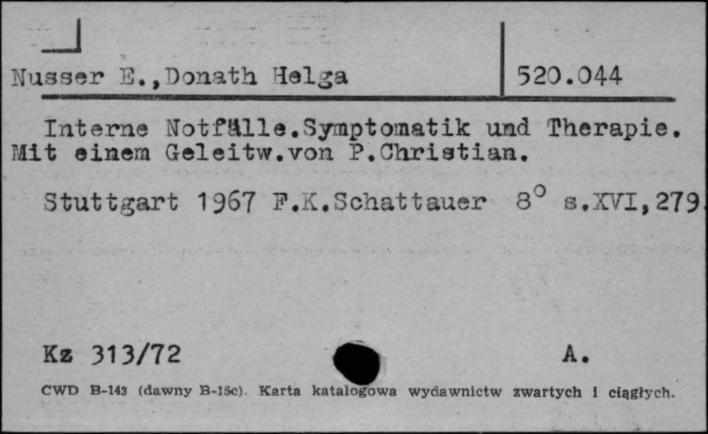 Nusser E.,Donath Helga 520.044
Interne Notfälle.Symptomatik und Therapie.
Mit einem Geleitw.von P.Christian.
Stuttgart 1967 F.K.Schattauer 8° s.XVI,279.
Kz 313/72 A.
CWD B-143 (dawny B-15c). Karta katalogowa wydawnictw zwartych i ciągłych.